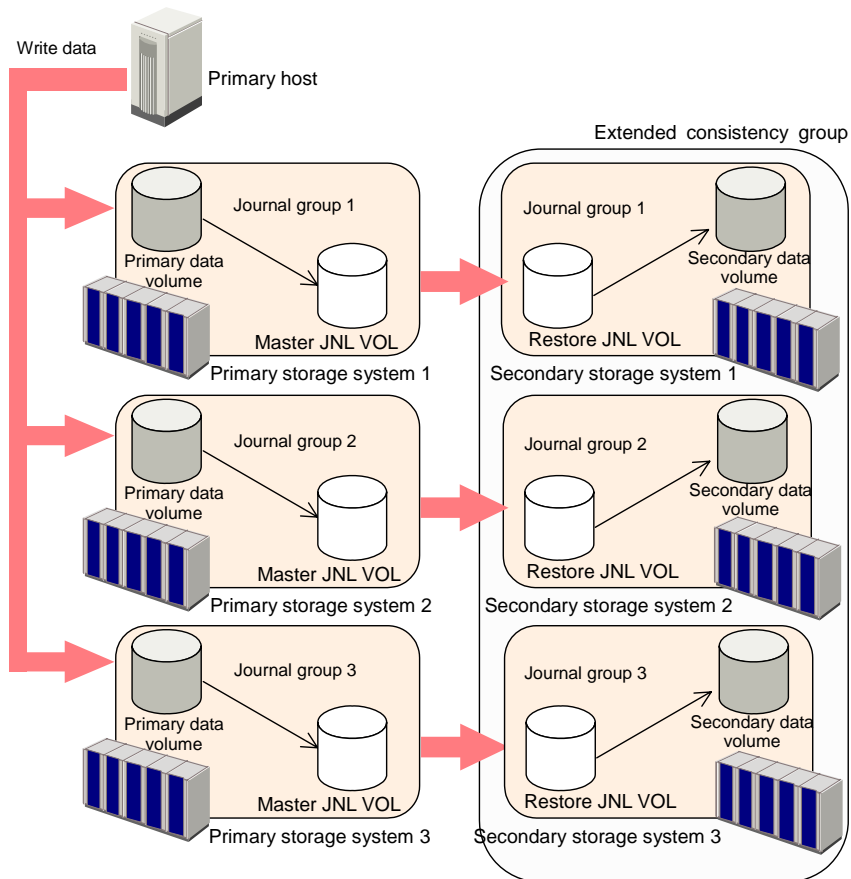 Write data
Primary host
Extended consistency group
Journal group 1
Primary data
volume
Master JNL VOL
Primary storage system 1
Journal group 1
Secondary data
volume
Restore JNL VOL
Secondary storage system 1
Journal group 2
Primary data
volume
Master JNL VOL
Primary storage system 2
Journal group 2
Secondary data
volume
Restore JNL VOL
Secondary storage system 2
Journal group 3
Primary data
volume
Master JNL VOL
Primary storage system 3
Journal group 3
Secondary data
volume
Restore JNL VOL
Secondary storage system 3